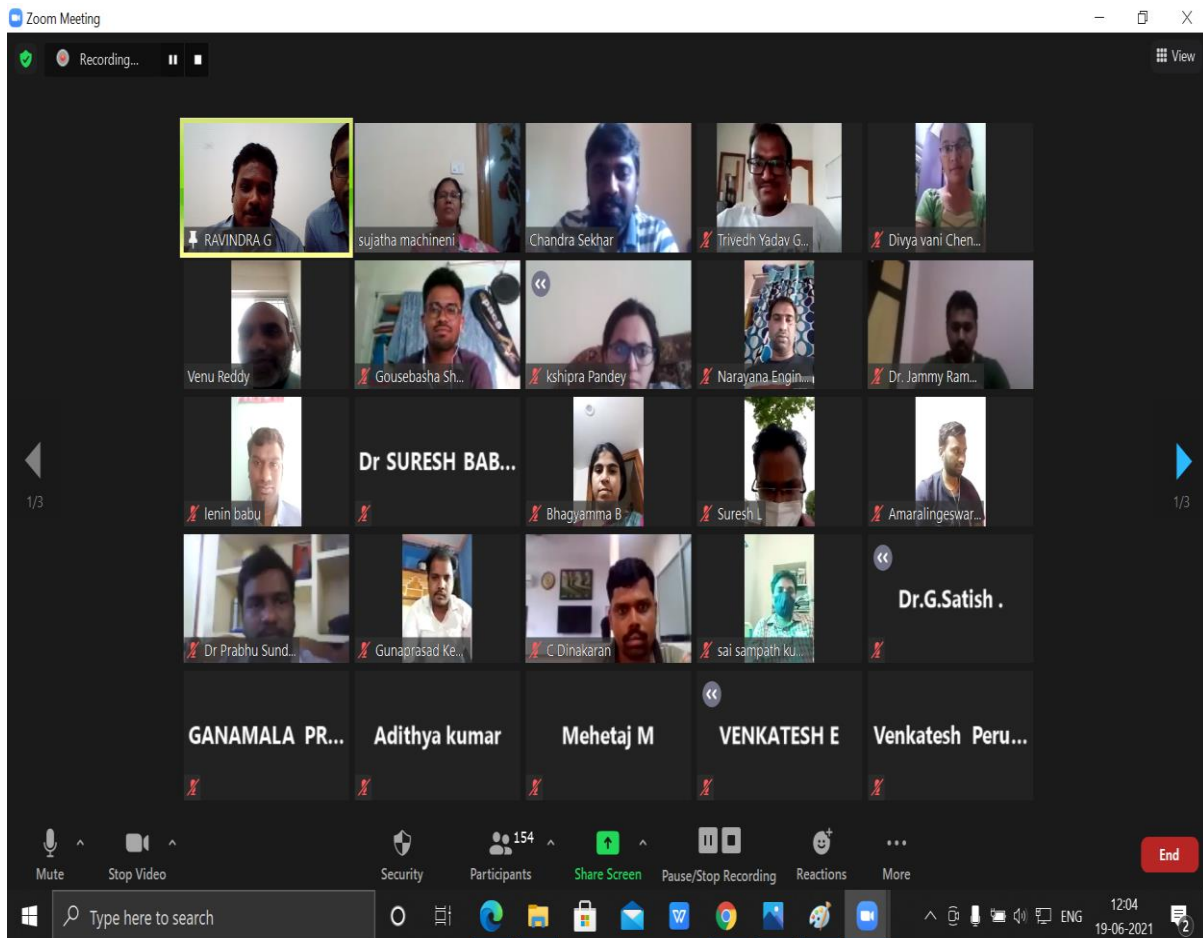 Zoom Meeting
Recording...
View
RAVINDRA G
sujatha machineni
Chandra Sekhar
Trivedh Yadav G...
Divya vani Chen...
Venu Reddy
Gousebasha Sh...
kshipra Pandey
Narayana Engin...
Dr. Jammy Ram...
lenin babu
Dr SURESH BAB...
Bhagyamma B
Suresh L
Amaralingeswar...
Dr Prabhu Sund...
Gunaprasad Ke...
C Dinakaran
sai sampath ku...
Dr.G.Satish .
GANAMALA PR...
Adithya kumar
Mehetaj M
VENKATESH E
Venkatesh Peru...
1/3
1/3
154
Mute
Stop Video
Security
Participants
Share Screen
Pause/Stop Recording
Reactions
More
End
Type here to search
ENG
12:04
19-06-2021
2